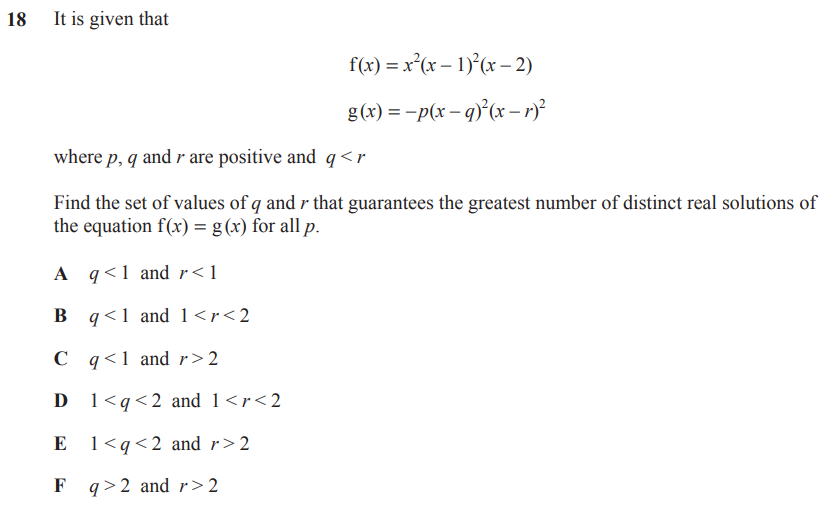 18 It is given that
f(x) = x²(x – 1)²(x – 2)
g(x) = –p(x – q)²(x – r)²
where p, q and r are positive and q < r
Find the set of values of q and r that guarantees the greatest number of distinct real solutions of
the equation f(x) = g(x) for all p.
A q < 1 and r < 1
B q < 1 and 1 < r < 2
C q < 1 and r > 2
D 1 < q < 2 and 1 < r < 2
E 1 < q < 2 and r > 2
F q > 2 and r > 2